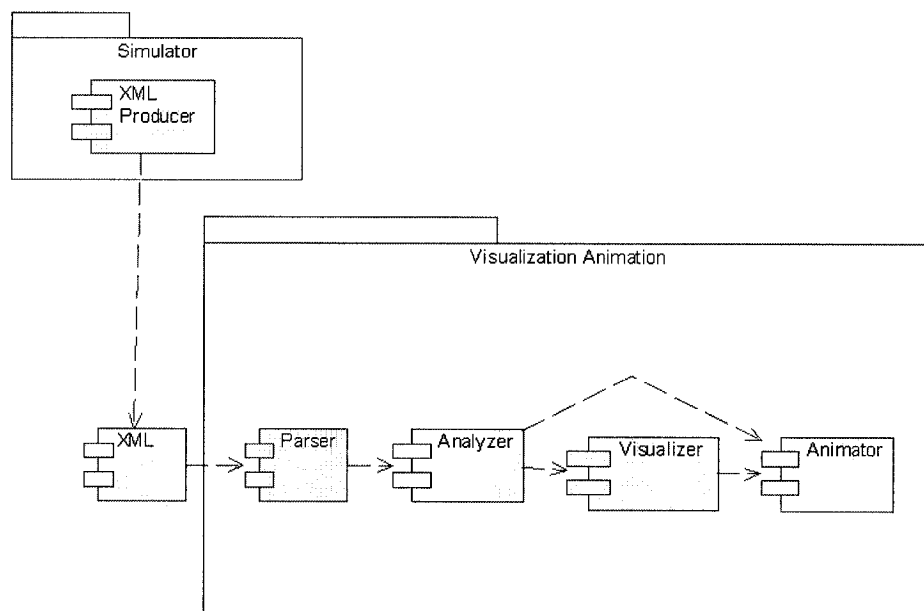 Simulator
XML
Producer
Visualization Animation
XML
Parser
Analyzer
Visualizer
Animator